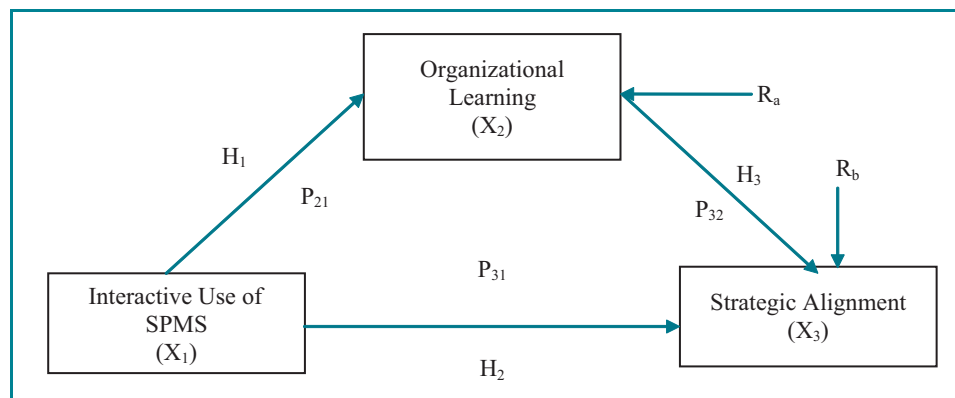 Organizational
Learning
(X₂)
Rₐ
H₁
P₂₁
H₃
P₃₂
R_b
P₃₁
Interactive Use of
SPMS
(X₁)
Strategic Alignment
(X₃)
H₂